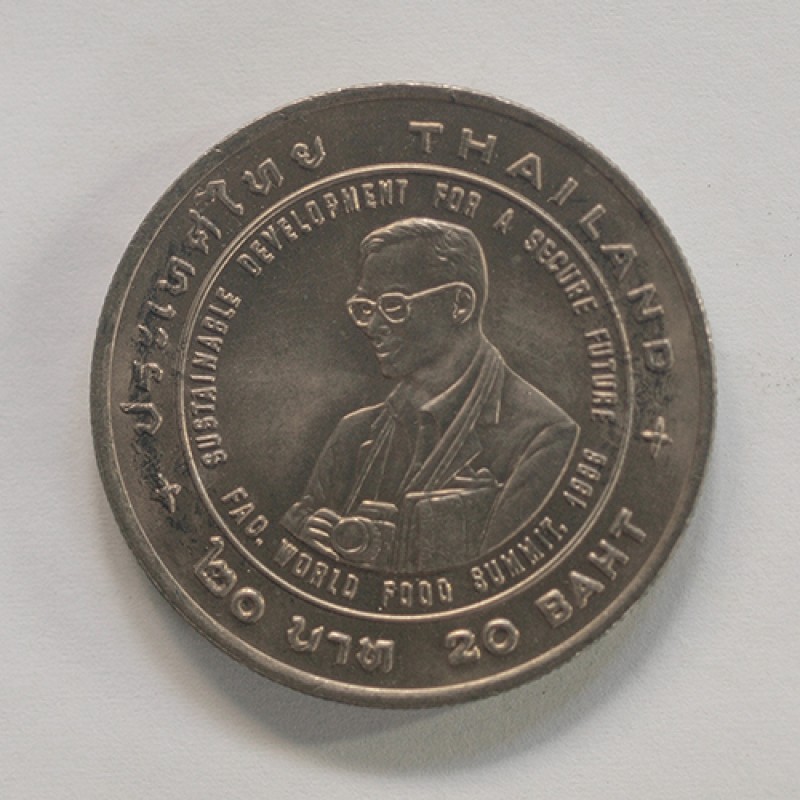 ประเทศไทย THAILAND
๒๐ บาท 20 BAHT
SUSTAINABLE DEVELOPMENT FOR A SECURE FUTURE
FAO. WORLD FOOD SUMMIT. 1996